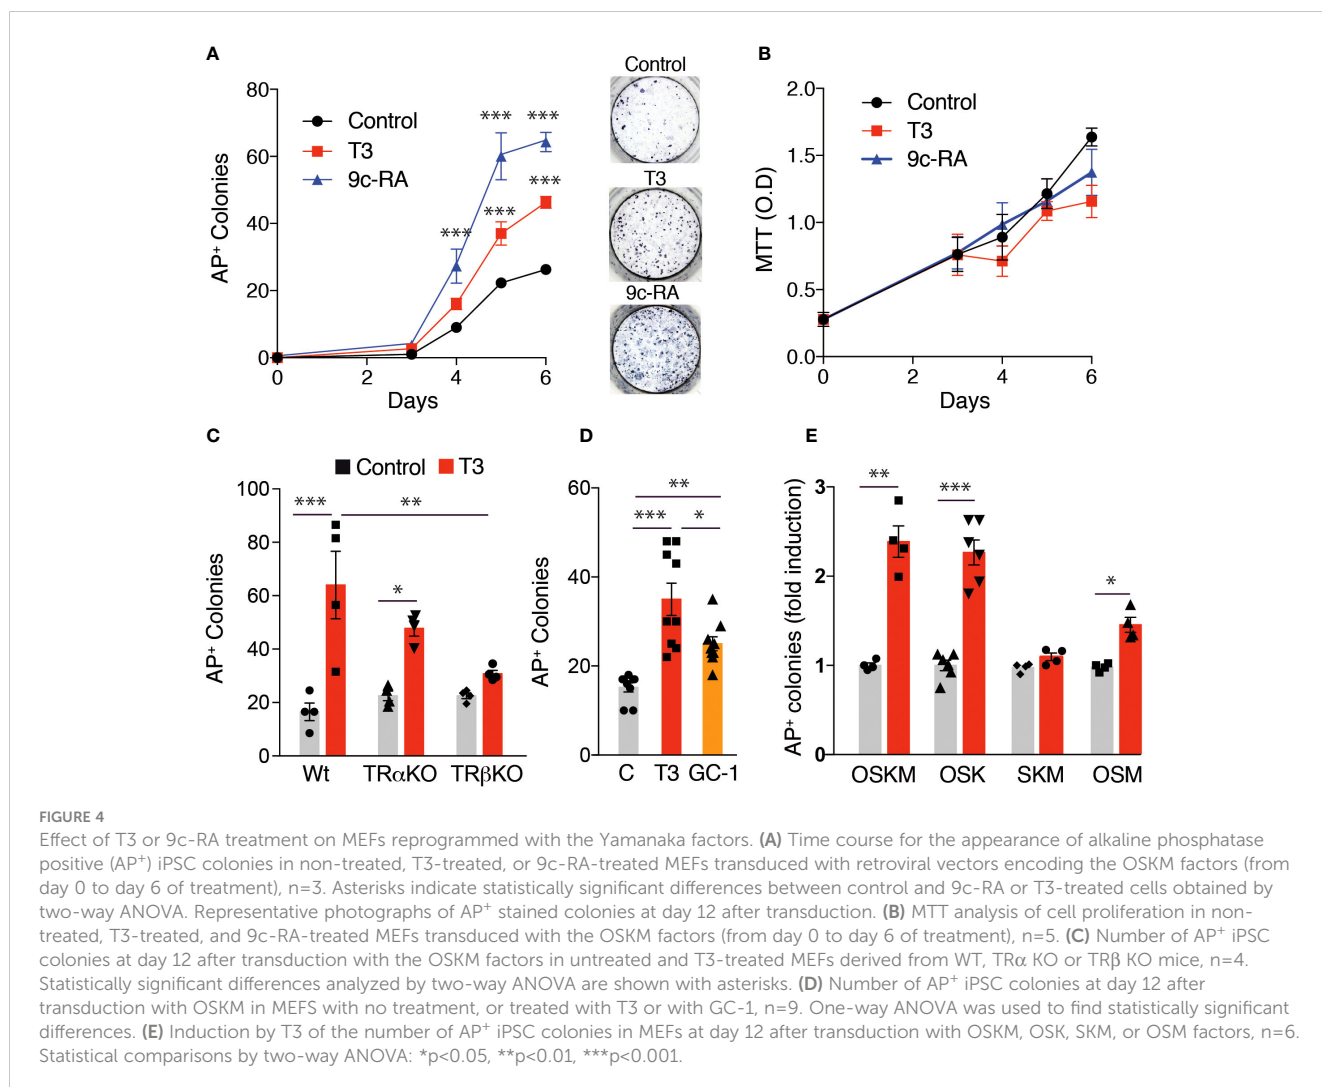 A
80
60
40
20
0
AP⁺ Colonies
Control
T3
9c-RA
***
***
***
***
***
0
2
4
6
Days
Control
T3
9c-RA
B
2.0
1.5
1.0
0.5
0.0
MTT (O.D)
Control
T3
9c-RA
0
2
4
6
Days
C
Control
T3
100
80
60
40
20
0
AP⁺ Colonies
***
**
*
Wt
TRαKO
TRβKO
D
60
40
20
0
AP⁺ Colonies
**
***
*
C
T3
GC-1
E
3
2
1
0
AP⁺ colonies (fold induction)
**
***
*
OSKM
OSK
SKM
OSM
FIGURE 4
Effect of T3 or 9c-RA treatment on MEFs reprogrammed with the Yamanaka factors. (A) Time course for the appearance of alkaline phosphatase
positive (AP⁺) iPSC colonies in non-treated, T3-treated, or 9c-RA-treated MEFs transduced with retroviral vectors encoding the OSKM factors (from
day 0 to day 6 of treatment), n=3. Asterisks indicate statistically significant differences between control and 9c-RA or T3-treated cells obtained by
two-way ANOVA. Representative photographs of AP⁺ stained colonies at day 12 after transduction. (B) MTT analysis of cell proliferation in non-
treated, T3-treated, and 9c-RA-treated MEFs transduced with the OSKM factors (from day 0 to day 6 of treatment), n=5. (C) Number of AP⁺ iPSC
colonies at day 12 after transduction with the OSKM factors in untreated and T3-treated MEFs derived from WT, TRα KO or TRβ KO mice, n=4.
Statistically significant differences analyzed by two-way ANOVA are shown with asterisks. (D) Number of AP⁺ iPSC colonies at day 12 after
transduction with OSKM in MEFS with no treatment, or treated with T3 or with GC-1, n=9. One-way ANOVA was used to find statistically significant
differences. (E) Induction by T3 of the number of AP⁺ iPSC colonies in MEFs at day 12 after transduction with OSKM, OSK, SKM, or OSM factors, n=6.
Statistical comparisons by two-way ANOVA: *p<0.05, **p<0.01, ***p<0.001.